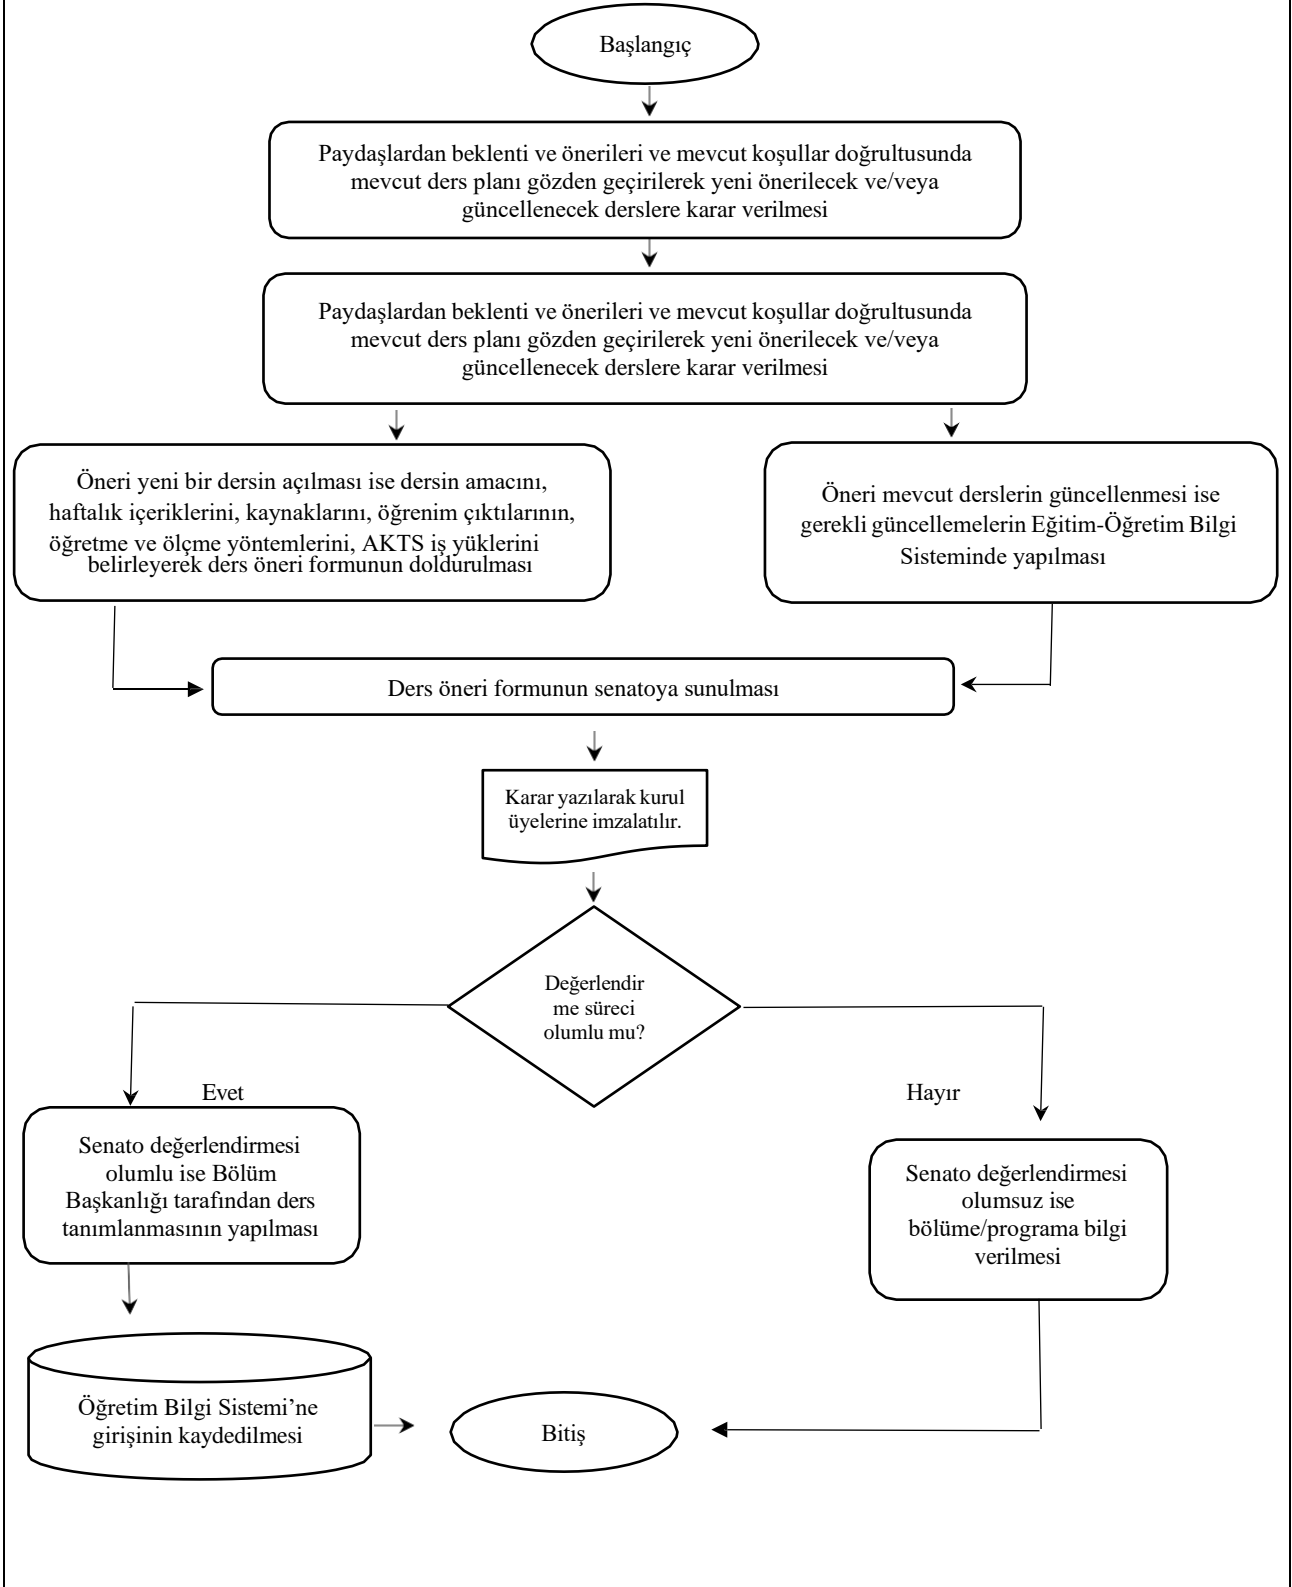 Başlangıç
Paydaşlardan beklenti ve önerileri ve mevcut koşullar doğrultusunda
mevcut ders planı gözden geçirilerek yeni önerilecek ve/veya
güncellenecek derslere karar verilmesi
Paydaşlardan beklenti ve önerileri ve mevcut koşullar doğrultusunda
mevcut ders planı gözden geçirilerek yeni önerilecek ve/veya
güncellenecek derslere karar verilmesi
Öneri yeni bir dersin açılması ise dersin amacını,
haftalık içeriklerini, kaynaklarını, öğrenim çıktılarının,
öğretme ve ölçme yöntemlerini, AKTS iş yüklerini
belirleyerek ders öneri formunun doldurulması
Öneri mevcut derslerin güncellenmesi ise
gerekli güncellemelerin Eğitim-Öğretim Bilgi
Sisteminde yapılması
Ders öneri formunun senatoya sunulması
Karar yazılarak kurul
üyelerine imzalatılır.
Değerlendir
me süreci
olumlu mu?
Evet
Hayır
Senato değerlendirmesi
olumlu ise Bölüm
Başkanlığı tarafından ders
tanımlanmasının yapılması
Senato değerlendirmesi
olumsuz ise
bölüme/programa bilgi
verilmesi
Öğretim Bilgi Sistemi’ne
girişinin kaydedilmesi
Bitiş